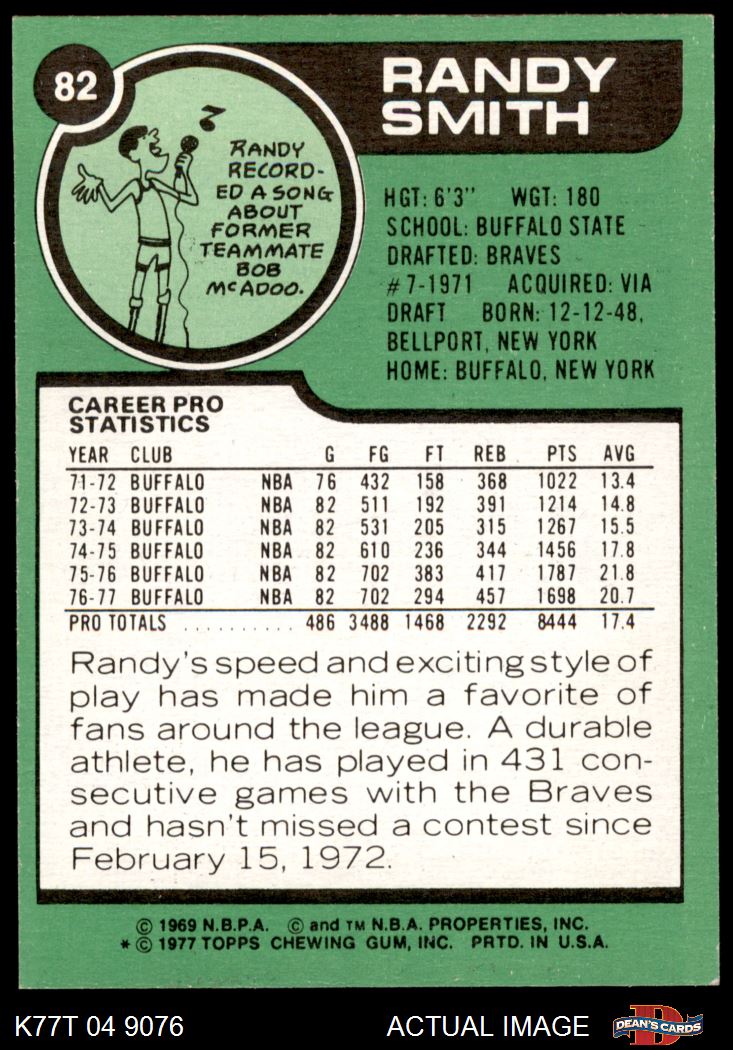 82
RANDY
SMITH
RANDY
RECORD-
ED A SONG
ABOUT
FORMER
TEAMMATE
BOB
McADOO.
HGT: 6'3" WGT: 180
SCHOOL: BUFFALO STATE
DRAFTED: BRAVES
#7-1971 ACQUIRED: VIA
DRAFT BORN: 12-12-48,
BELLPORT, NEW YORK
HOME: BUFFALO, NEW YORK
CAREER PRO
STATISTICS
YEAR CLUB G FG FT REB PTS AVG
71-72 BUFFALO NBA 76 432 158 368 1022 13.4
72-73 BUFFALO NBA 82 511 192 391 1214 14.8
73-74 BUFFALO NBA 82 531 205 315 1267 15.5
74-75 BUFFALO NBA 82 610 236 344 1456 17.8
75-76 BUFFALO NBA 82 702 383 417 1787 21.8
76-77 BUFFALO NBA 82 702 294 457 1698 20.7
PRO TOTALS .......... 486 3488 1468 2292 8444 17.4
Randy's speed and exciting style of
play has made him a favorite of
fans around the league. A durable
athlete, he has played in 431 con-
secutive games with the Braves
and hasn't missed a contest since
February 15, 1972.
© 1969 N.B.P.A. © and TM N.B.A. PROPERTIES, INC.
* © 1977 TOPPS CHEWING GUM, INC. PRTD. IN U.S.A.
K77T 04 9076 ACTUAL IMAGE DEAN'S CARDS